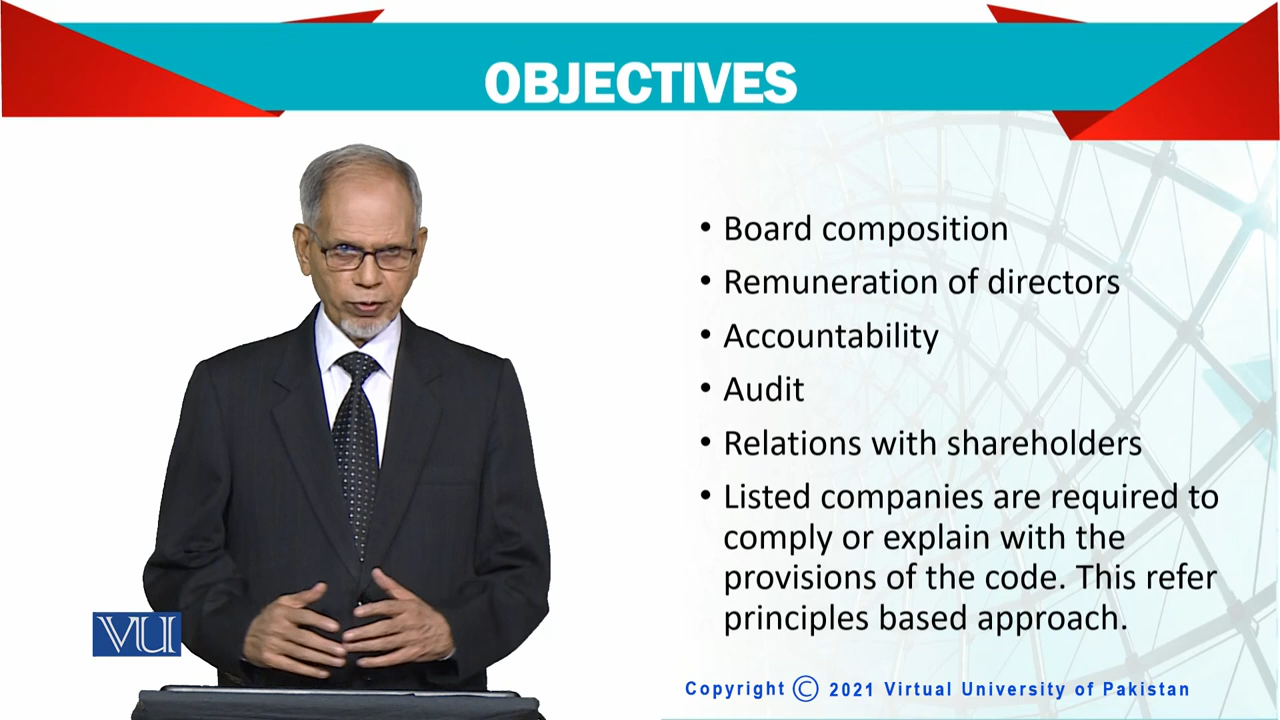 OBJECTIVES
• Board composition
• Remuneration of directors
• Accountability
• Audit
• Relations with shareholders
• Listed companies are required to
comply or explain with the
provisions of the code. This refer
principles based approach.
VU
Copyright © 2021 Virtual University of Pakistan